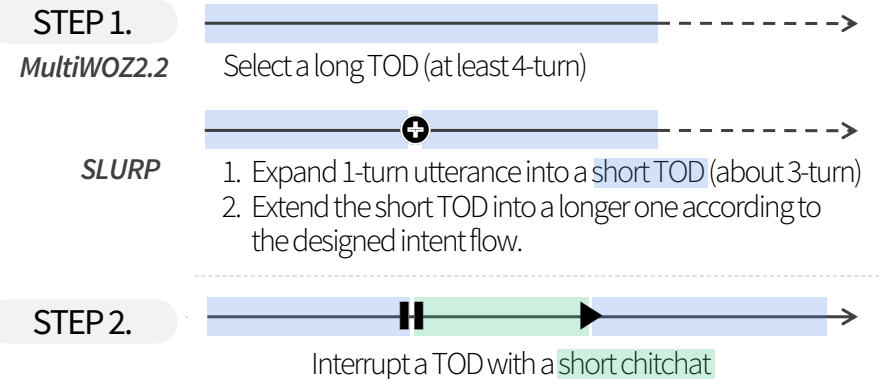 STEP 1.
MultiWOZ2.2
Select a long TOD (at least 4-turn)
SLURP
1. Expand 1-turn utterance into a short TOD (about 3-turn)
2. Extend the short TOD into a longer one according to
the designed intent flow.
STEP 2.
Interrupt a TOD with a short chitchat